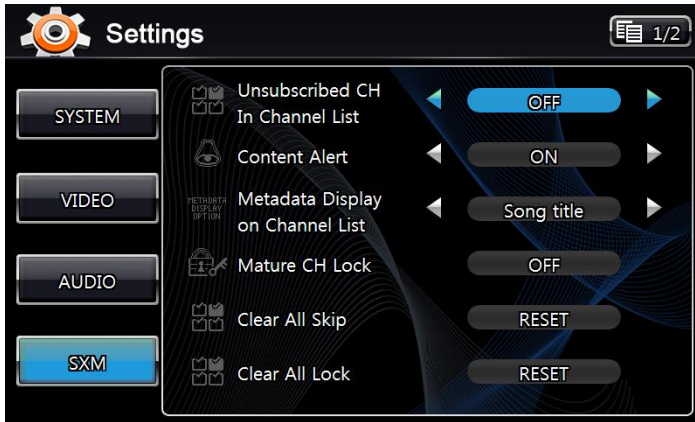 Settings
1/2
SYSTEM
VIDEO
AUDIO
SXM
Unsubscribed CH
In Channel List
OFF
Content Alert
ON
METADATA
DISPLAY
OPTION
Metadata Display
on Channel List
Song title
Mature CH Lock
OFF
Clear All Skip
RESET
Clear All Lock
RESET